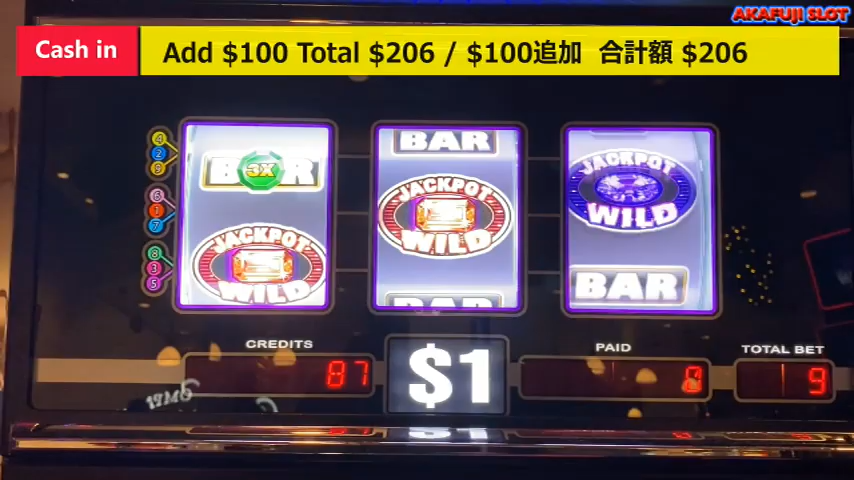 AKAFUJI SLOT
Cash in
Add $100 Total $206 / $100追加 合計額 $206
4
2
9
6
1
7
8
3
5
BAR
3X
JACKPOT
WILD
BAR
JACKPOT
WILD
BAR
JACKPOT
WILD
BAR
CREDITS
87
$1
PAID
TOTAL BET
9